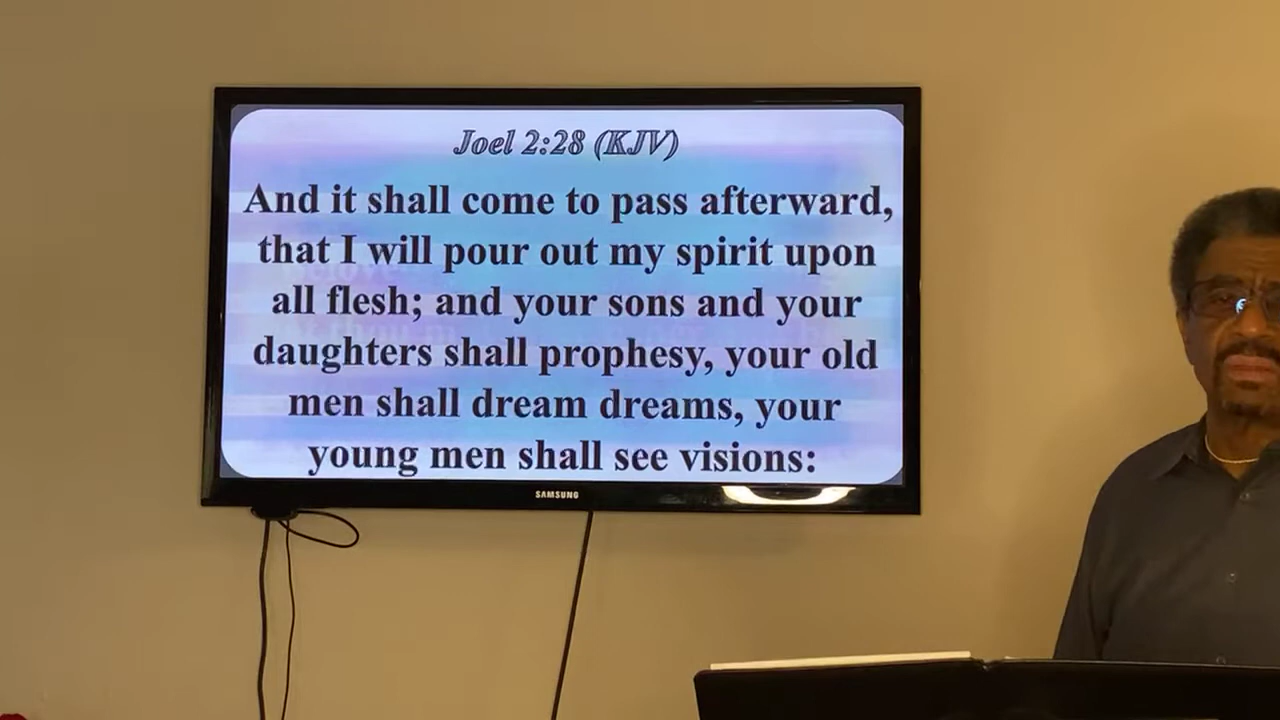 Joel 2:28 (KJV)
And it shall come to pass afterward,
that I will pour out my spirit upon
all flesh; and your sons and your
daughters shall prophesy, your old
men shall dream dreams, your
young men shall see visions:
SAMSUNG